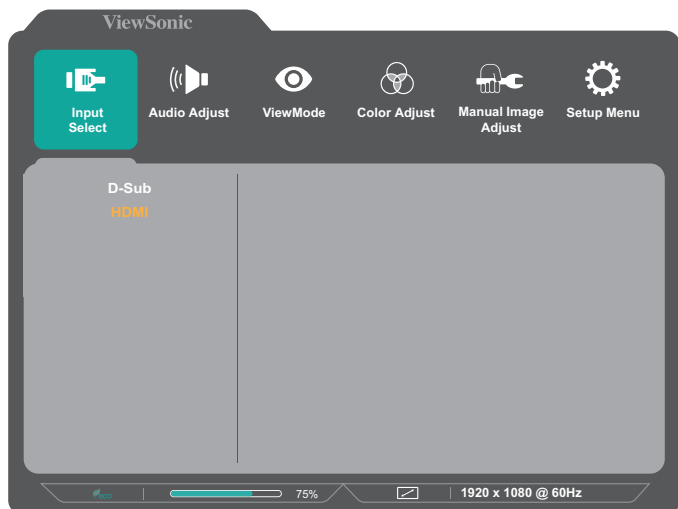 ViewSonic
Input
Select
Audio Adjust
ViewMode
Color Adjust
Manual Image
Adjust
Setup Menu
D-Sub
HDMI
eco
75%
1920 x 1080 @ 60Hz